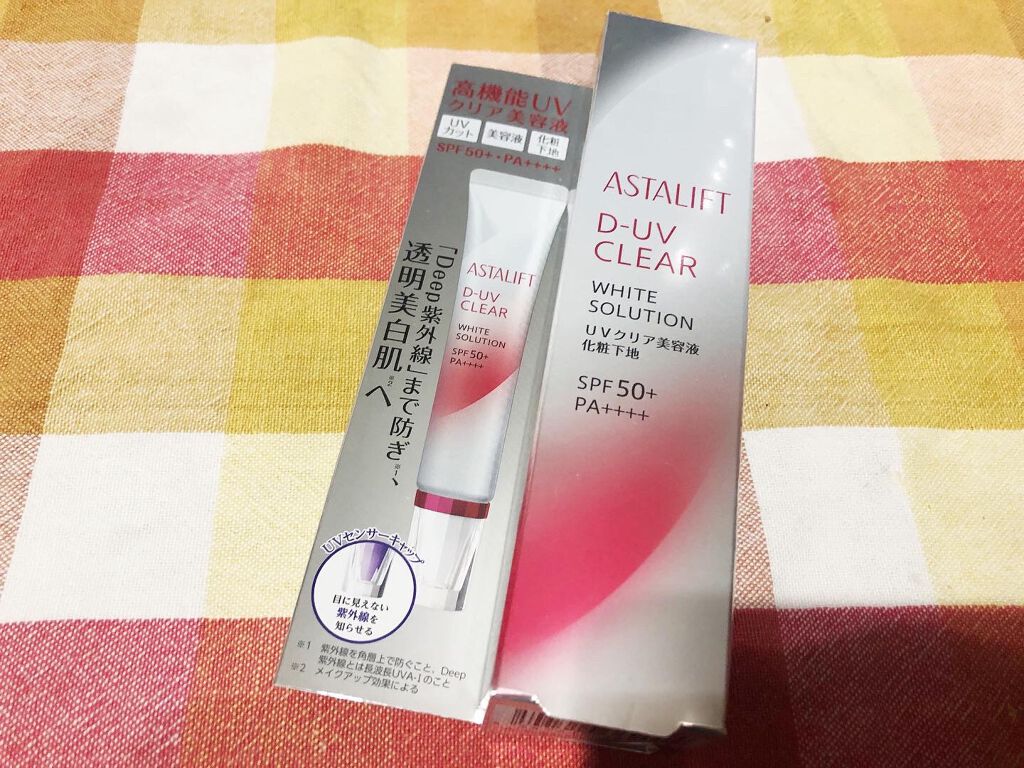 高機能UV
クリア美容液
UV
カット
美容液
化粧
下地
SPF50+・PA++++
「Deep紫外線」まで防ぎ※1、
透明美白肌※2へ
ASTALIFT
D-UV
CLEAR
WHITE
SOLUTION
SPF50+
PA++++
UVセンサーキャップ
目に見えない
紫外線を
知らせる
※1 紫外線を角層上で防ぐこと、Deep
紫外線とは長波長UVA-Iのこと
※2 メイクアップ効果による
ASTALIFT
D-UV
CLEAR
WHITE
SOLUTION
UVクリア美容液
化粧下地
SPF50+
PA++++